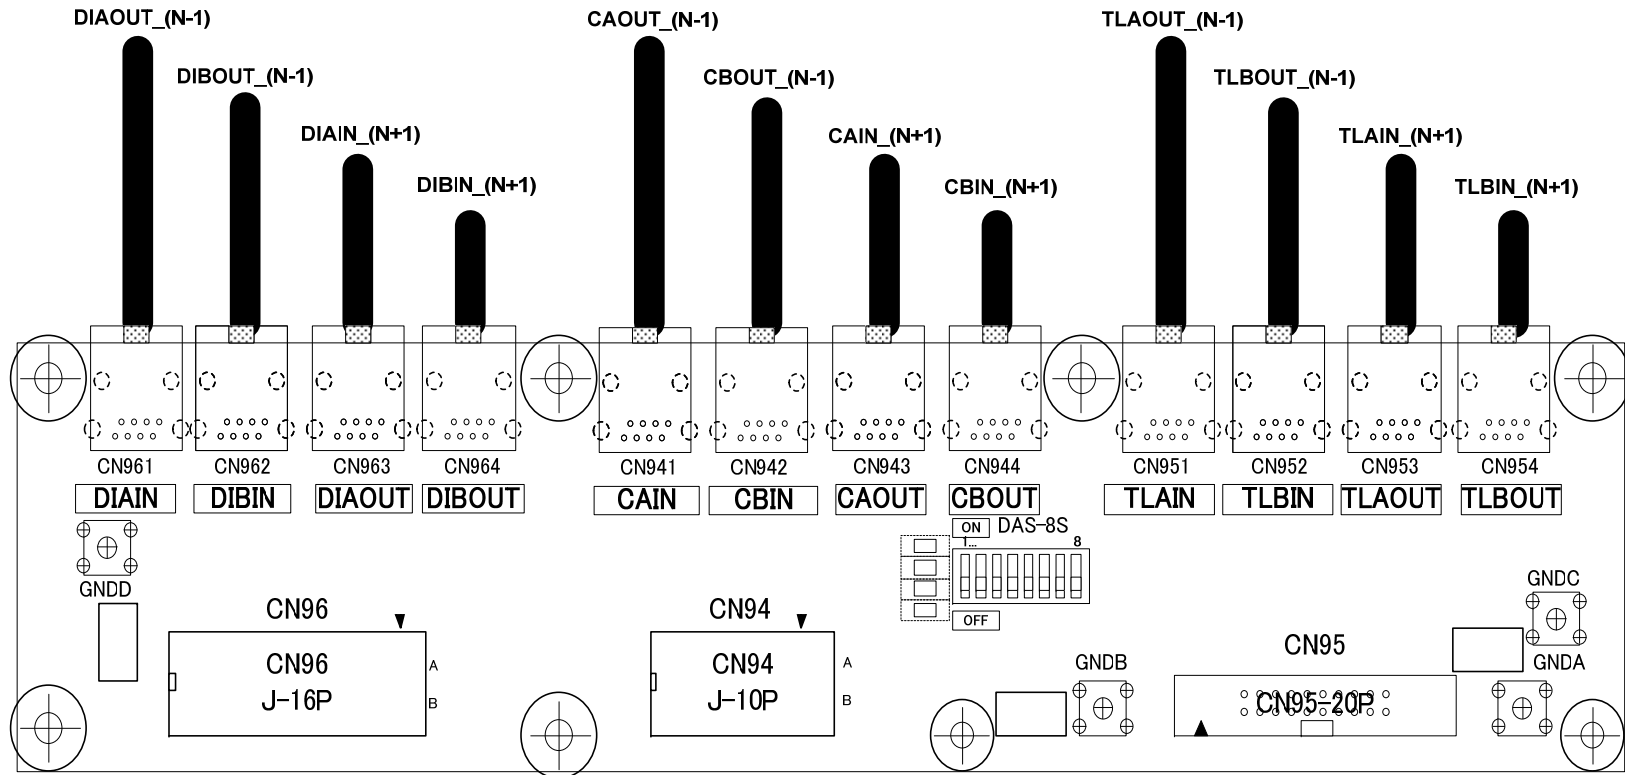 DIAOUT_(N-1)
CAOUT_(N-1)
TLAOUT_(N-1)
DIBOUT_(N-1)
CBOUT_(N-1)
TLBOUT_(N-1)
DIAIN_(N+1)
CAIN_(N+1)
TLAIN_(N+1)
DIBIN_(N+1)
CBIN_(N+1)
TLBIN_(N+1)
CN961
CN962
CN963
CN964
CN941
CN942
CN943
CN944
CN951
CN952
CN953
CN954
DIAIN
DIBIN
DIAOUT
DIBOUT
CAIN
CBIN
CAOUT
CBOUT
TLAIN
TLBIN
TLAOUT
TLBOUT
ON
DAS-8S
1...
8
OFF
GNDD
GNDC
CN96
CN94
CN95
CN96
J-16P
A
B
CN94
J-10P
A
B
GNDB
GNDA
CN95-20P